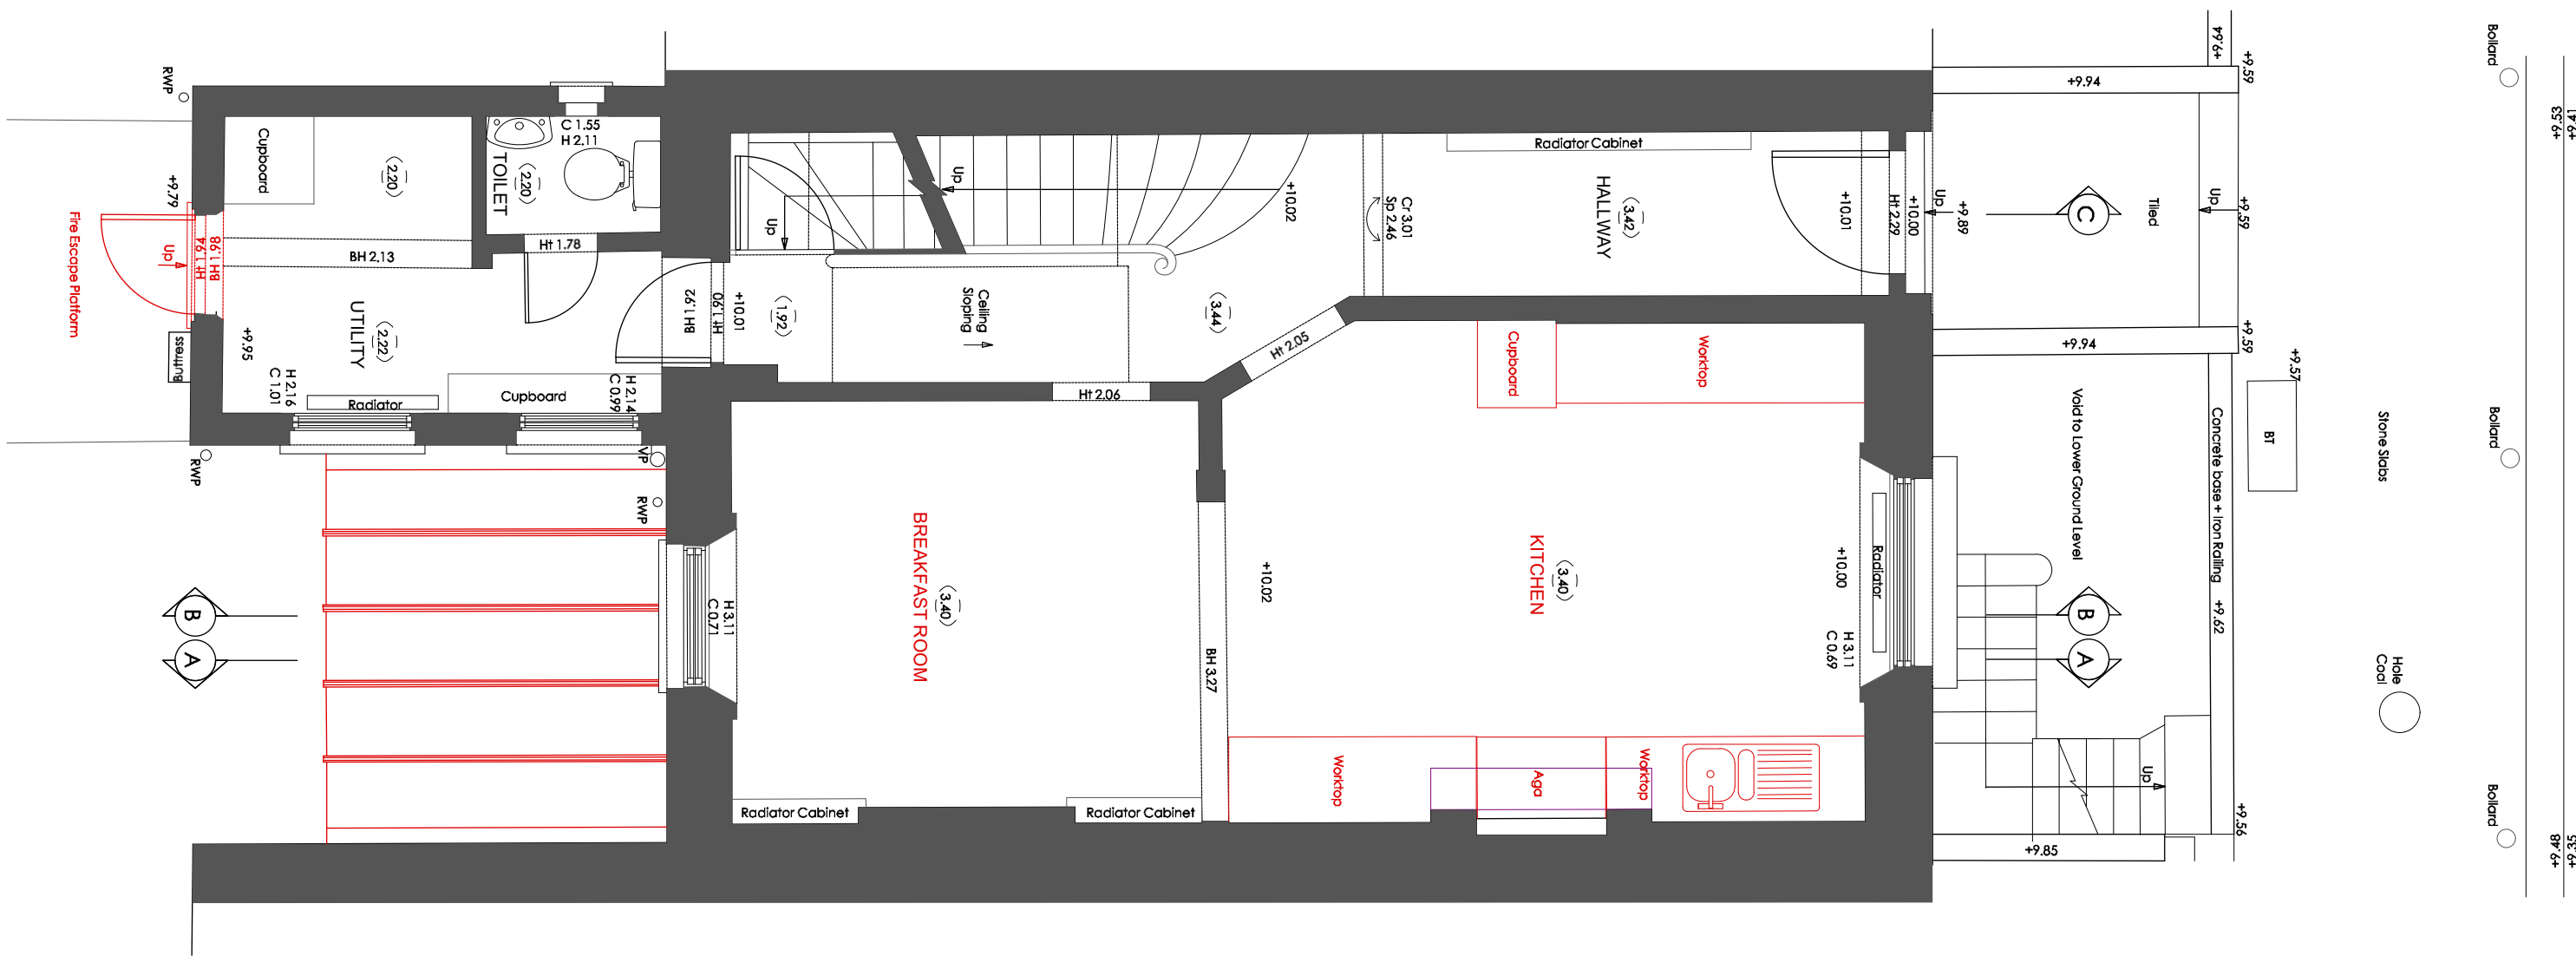 RWP
Cupboard
(2.20)
+9.79
Fire Escape Platform
Up
Ht 1.94
BH 1.98
BH 2.13
UTILITY
(2.22)
+9.95
Buttress
H 2.16
C 1.01
Radiator
Cupboard
H 2.14
C 0.99
RWP
VP
RWP
TOILET
(2.20)
C 1.55
H 2.11
Ht 1.78
BH 1.92
Ht 1.90
+10.01
(1.92)
Up
Up
Ceiling
Sloping
+10.02
(3.44)
Cr 3.01
Sp 2.46
Radiator Cabinet
HALLWAY
(3.42)
+10.01
Ht 2.29
+10.00
Up
+9.89
Ht 2.05
Ht 2.06
Cupboard
Worktop
BREAKFAST ROOM
(3.40)
H 3.11
C 0.71
Radiator Cabinet
Radiator Cabinet
BH 3.27
+10.02
KITCHEN
(3.40)
+10.00
Radiator
H 3.11
C 0.69
Worktop
Aga
Worktop
B
A
C
Tiled
Up
+9.94
+9.64
+9.59
+9.59
+9.59
+9.94
+9.57
BT
Void to Lower Ground Level
Concrete base + Iron Railing
+9.62
B
A
Up
+9.85
+9.56
Stone Slabs
Hole
Coal
Bollard
Bollard
Bollard
+9.53
+9.41
+9.48
+9.35